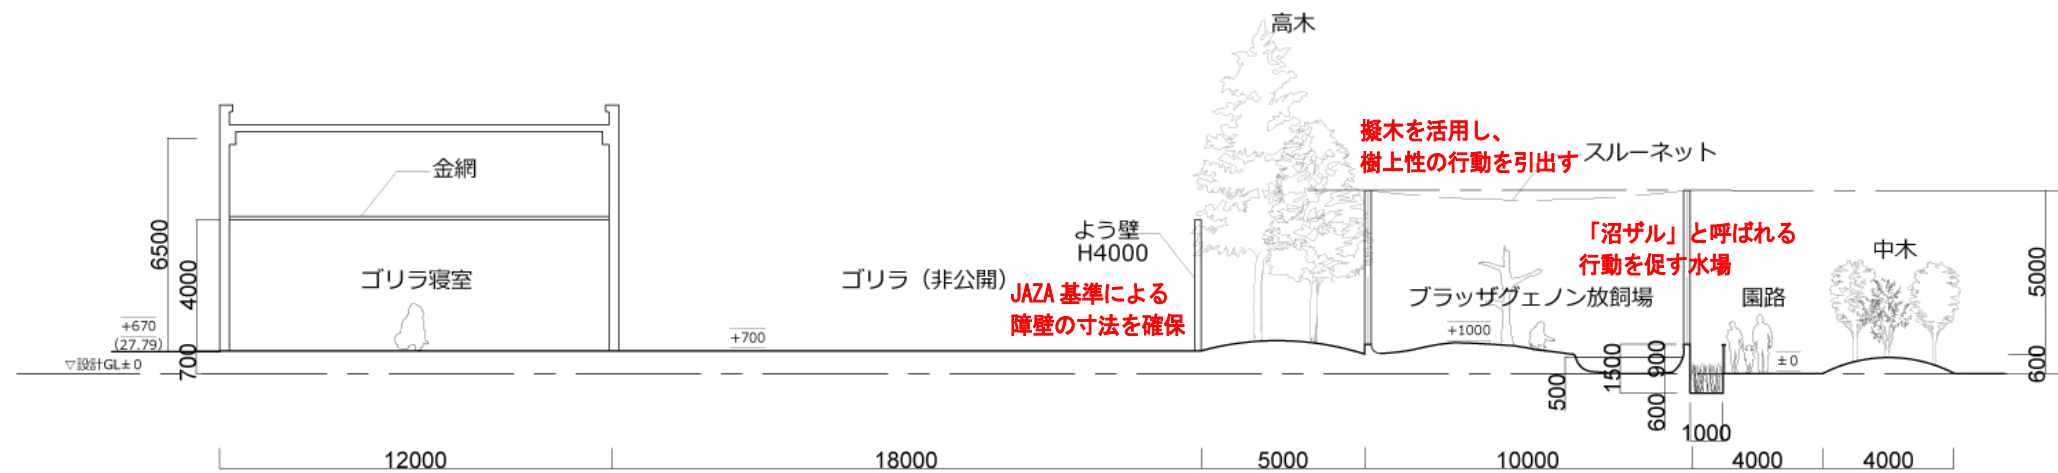 高木
擬木を活用し、
樹上性の行動を引出す
スルーネット
金網
6500
4000
ゴリラ寝室
ゴリラ（非公開）
よう壁
H4000
JAZA 基準による
障壁の寸法を確保
「沼ザル」と呼ばれる
行動を促す水場
ブラッザグェノン放飼場
園路
中木
5000
+670
(27.79)
▽設計GL±0
700
+700
+1000
±0
500
1500
900
600
600
1000
12000
18000
5000
10000
4000
4000